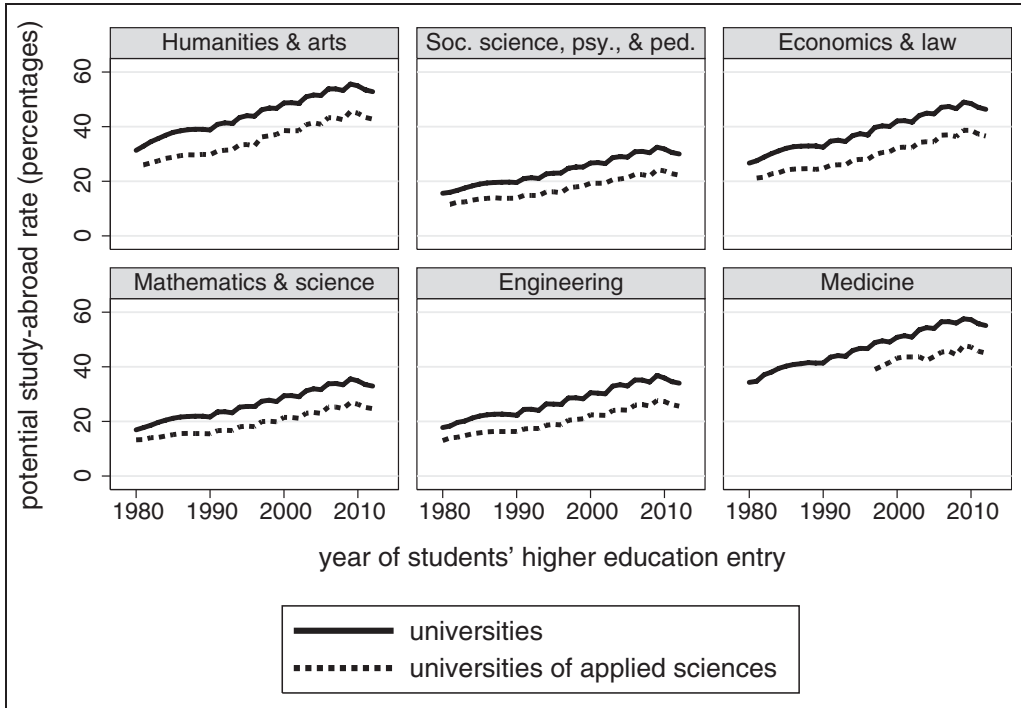 potential study-abroad rate (percentages)
Humanities & arts
Soc. science, psy., & ped.
Economics & law
60
40
20
0
Mathematics & science
Engineering
Medicine
60
40
20
0
1980 1990 2000 2010
1980 1990 2000 2010
1980 1990 2000 2010
year of students’ higher education entry
universities
universities of applied sciences